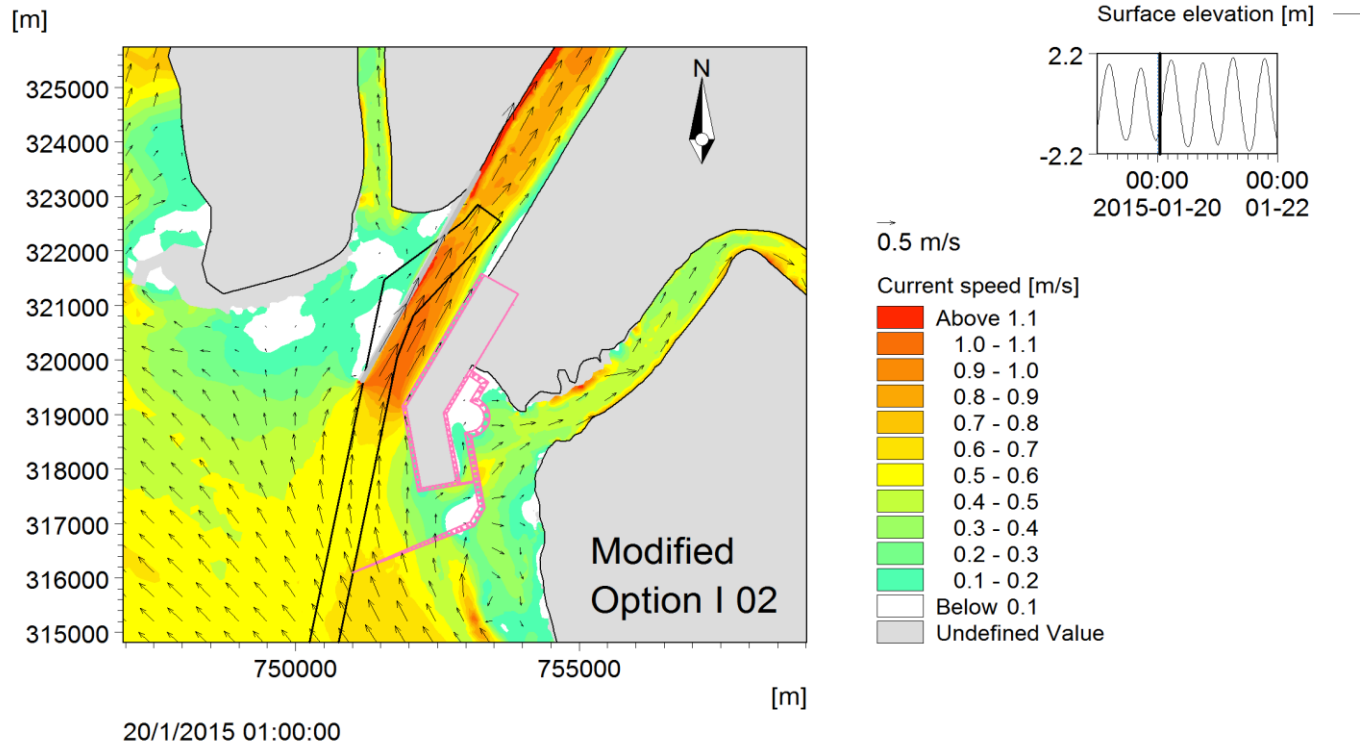 [m]
Surface elevation [m]
2.2
-2.2
00:00 00:00
2015-01-20 01-22
N
325000
324000
323000
322000
321000
320000
319000
318000
317000
316000
315000
0.5 m/s
Current speed [m/s]
Above 1.1
1.0 - 1.1
0.9 - 1.0
0.8 - 0.9
0.7 - 0.8
0.6 - 0.7
0.5 - 0.6
0.4 - 0.5
0.3 - 0.4
0.2 - 0.3
0.1 - 0.2
Below 0.1
Undefined Value
Modified
Option I 02
750000 755000
[m]
20/1/2015 01:00:00